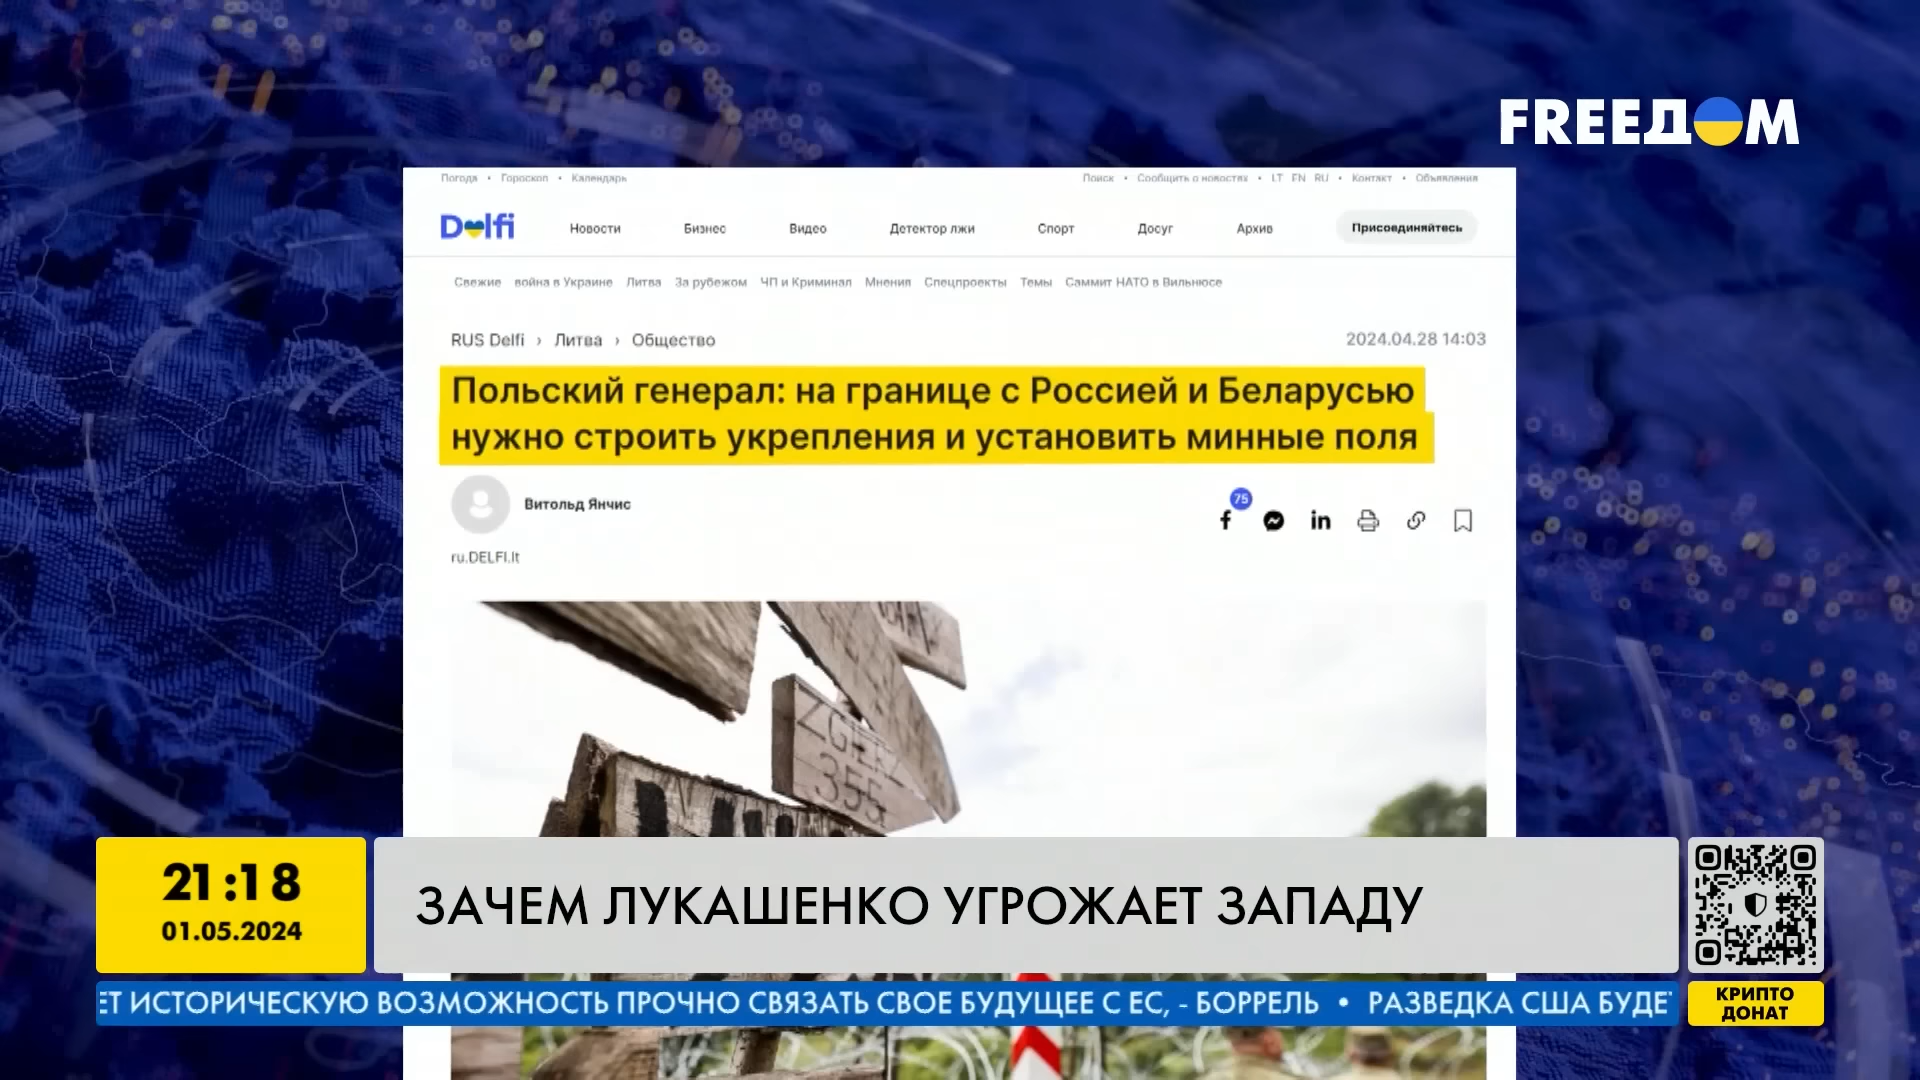 FREEДOM
Погода • Гороскоп • Календарь
Поиск • Сообщить о новостях • LT EN RU • Контакт • Объявления
Delfi Новости Бизнес Видео Детектор лжи Спорт Досуг Архив Присоединяйтесь
Свежие война в Украине Литва За рубежом ЧП и Криминал Мнения Спецпроекты Темы Саммит НАТО в Вильнюсе
RUS Delfi › Литва › Общество 2024.04.28 14:03
Польский генерал: на границе с Россией и Беларусью
нужно строить укрепления и установить минные поля
Витольд Янчис
75
ru.DELFI.lt
355
21:18
01.05.2024
ЗАЧЕМ ЛУКАШЕНКО УГРОЖАЕТ ЗАПАДУ
ЕТ ИСТОРИЧЕСКУЮ ВОЗМОЖНОСТЬ ПРОЧНО СВЯЗАТЬ СВОЕ БУДУЩЕЕ С ЕС, - БОРРЕЛЬ • РАЗВЕДКА США БУДЕТ
КРИПТО
ДОНАТ